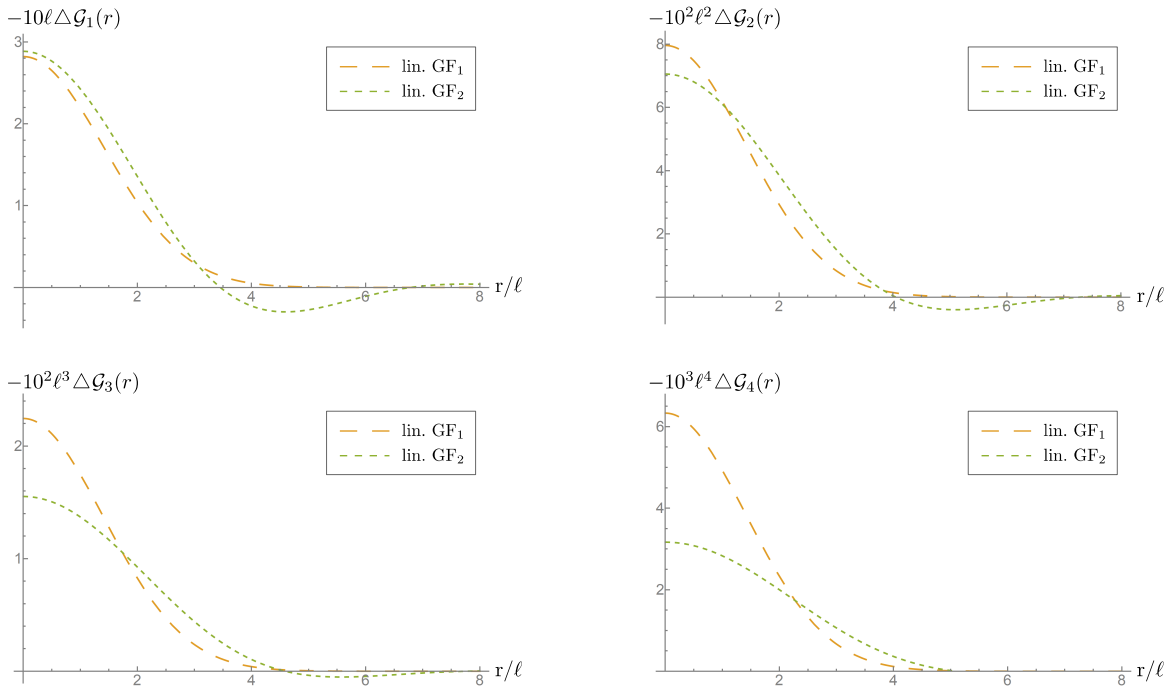 −10ℓ△𝒢₁(r)
3
2
1
2
4
6
8
r/ℓ
lin. GF₁
lin. GF₂
−10²ℓ²△𝒢₂(r)
8
6
4
2
2
4
6
8
r/ℓ
lin. GF₁
lin. GF₂
−10²ℓ³△𝒢₃(r)
2
1
2
4
6
8
r/ℓ
lin. GF₁
lin. GF₂
−10³ℓ⁴△𝒢₄(r)
6
4
2
2
4
6
8
r/ℓ
lin. GF₁
lin. GF₂